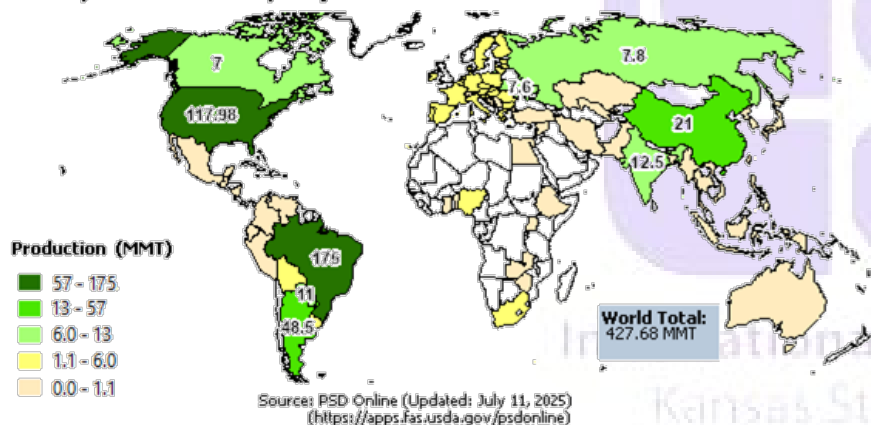 7
7.8
7.6
117.98
21
12.5
Production (MMT)
175
57 - 175
11
13 - 57
48.5
6.0 - 13
World Total:
427.68 MMT
1.1 - 6.0
0.0 - 1.1
Source: PSD Online (Updated: July 11, 2025)
(https://apps.fas.usda.gov/psdonline)
Kansas St